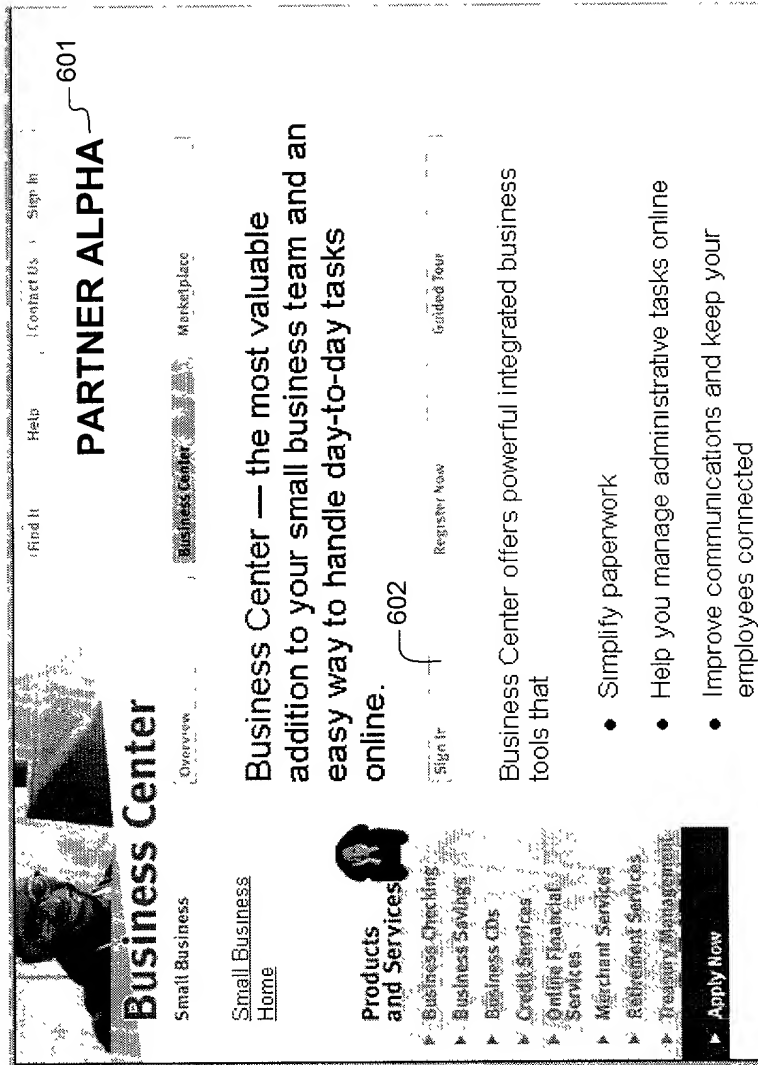 Find It Help Contact Us Sign In
PARTNER ALPHA 601
Business Center
Small Business Overview Business Center Marketplace
Small Business
Home
Business Center — the most valuable
addition to your small business team and an
easy way to handle day-to-day tasks
online.
602
Products
and Services
Sign In Register Now Guided Tour
Business Checking
Business Savings
Business CDs
Credit Services
Online Financial
Services
Merchant Services
Retirement Services
Treasury Management
Apply Now
Business Center offers powerful integrated business
tools that
• Simplify paperwork
• Help you manage administrative tasks online
• Improve communications and keep your
employees connected